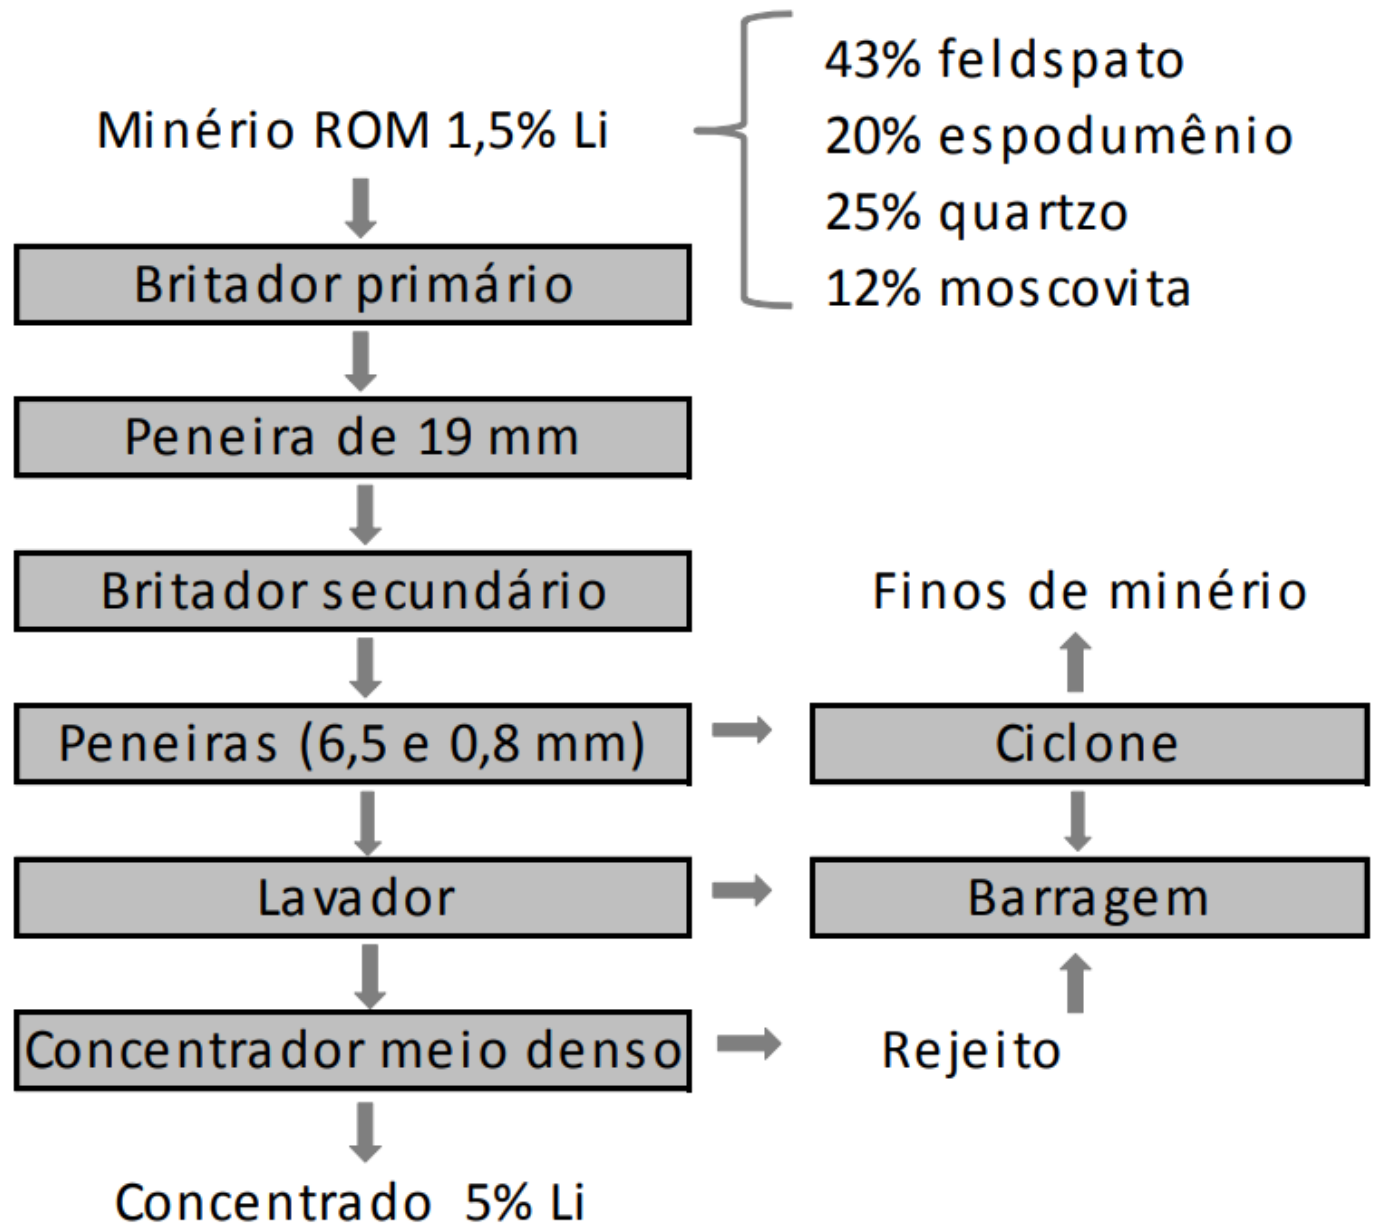 Minério ROM 1,5% Li
43% feldspato
20% espodumênio
25% quartzo
12% moscovita
Britador primário
Peneira de 19 mm
Britador secundário
Finos de minério
Peneiras (6,5 e 0,8 mm)
Ciclone
Lavador
Barragem
Concentrador meio denso
Rejeito
Concentrado 5% Li